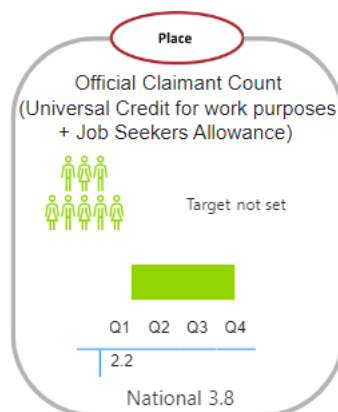 Place
Official Claimant Count
(Universal Credit for work purposes
+ Job Seekers Allowance)
Target not set
Q1 Q2 Q3 Q4
2.2
National 3.8